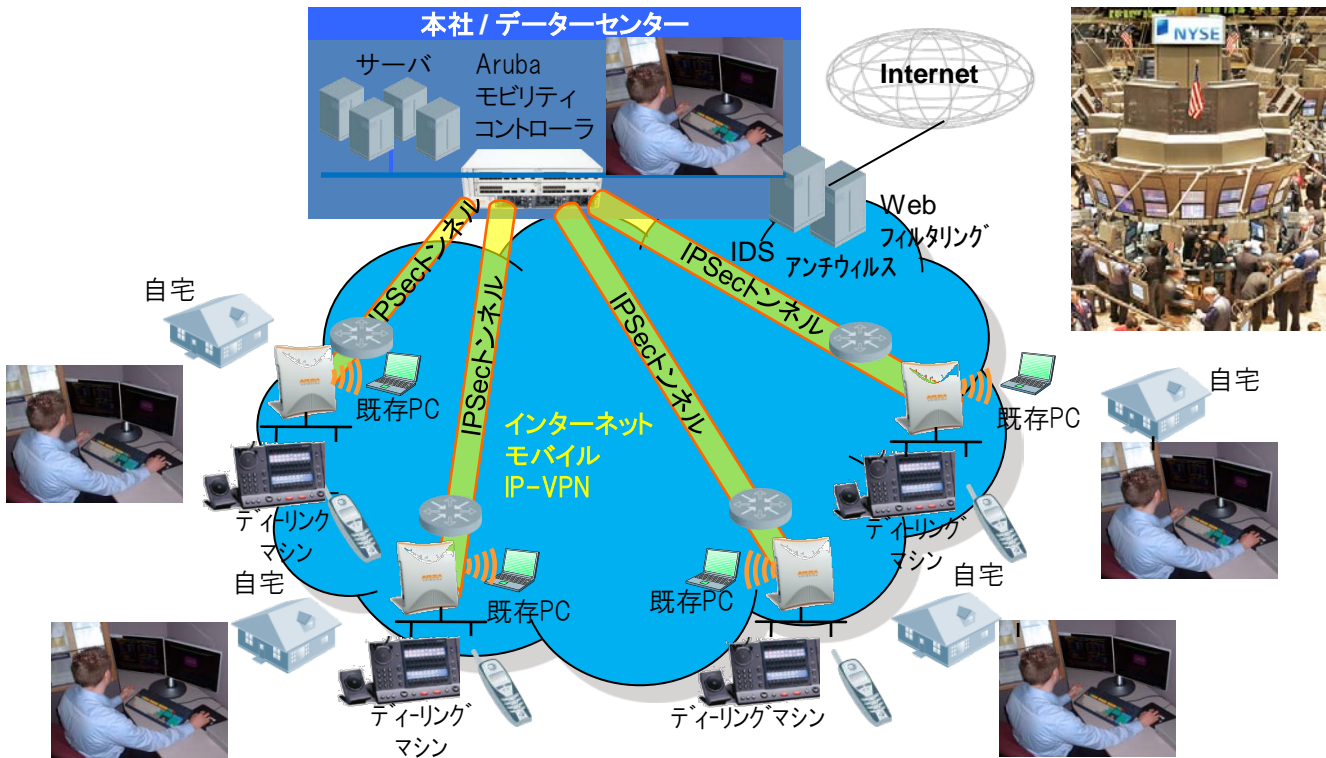 本社 / データーセンター
サーバ
Aruba
モビリティ
コントローラ
Internet
NYSE
IDS
Web
フィルタリング
アンチウィルス
IPSecトンネル
IPSecトンネル
IPSecトンネル
IPSecトンネル
自宅
既存PC
ディーリング
マシン
インターネット
モバイル
IP-VPN
自宅
既存PC
ディーリング
マシン
自宅
既存PC
ディーリング
マシン
自宅
既存PC
ディーリングマシン
ARUBA
ARUBA
ARUBA
ARUBA